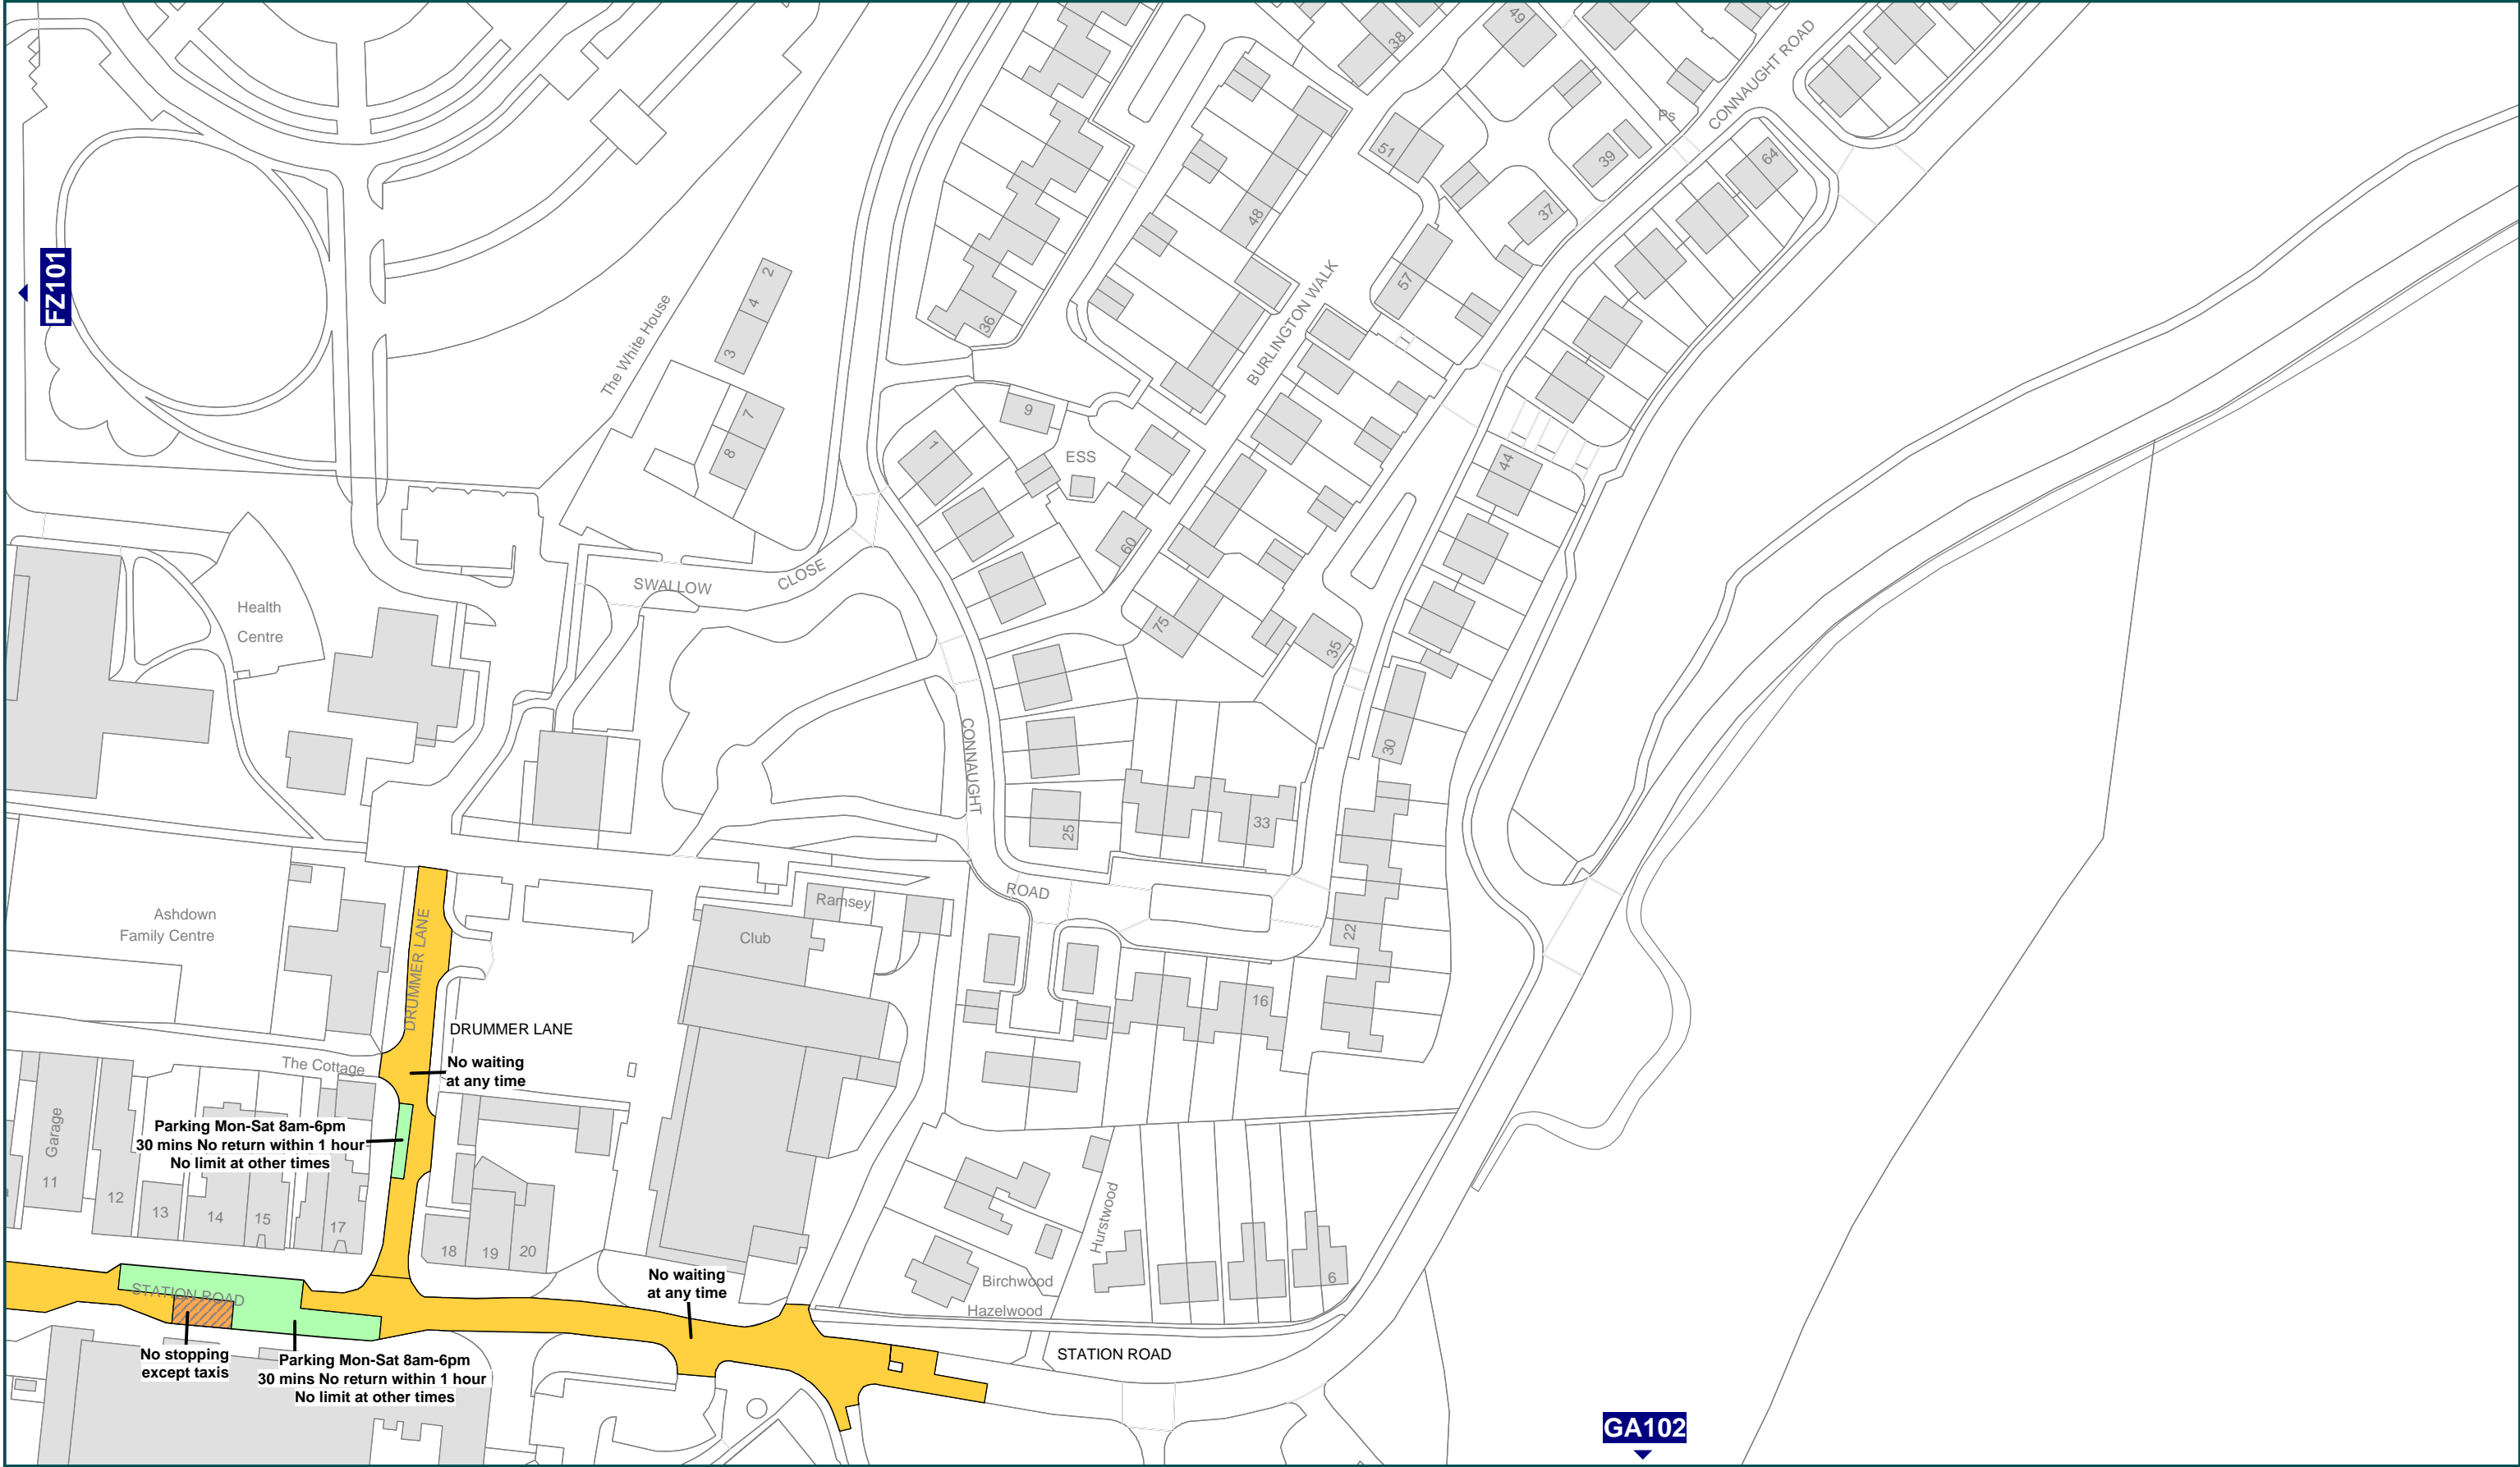 49
38
CONNAUGHT ROAD
Ps
51
39
64
37
48
FZ101
2
4
3
The White House
36
BURLINGTON WALK
57
7
8
9
1
ESS
44
60
SWALLOW
CLOSE
Health
Centre
75
35
CONNAUGHT
30
25
33
ROAD
Ramsey
Ashdown
Family Centre
Club
22
DRUMMER LANE
DRUMMER LANE
16
The Cottage
No waiting
at any time
Garage
Parking Mon-Sat 8am-6pm
30 mins No return within 1 hour
No limit at other times
11
12
13
14
15
17
18
19
20
Hurstwood
No waiting
at any time
Birchwood
6
STATION ROAD
Hazelwood
No stopping
except taxis
Parking Mon-Sat 8am-6pm
30 mins No return within 1 hour
No limit at other times
STATION ROAD
GA102